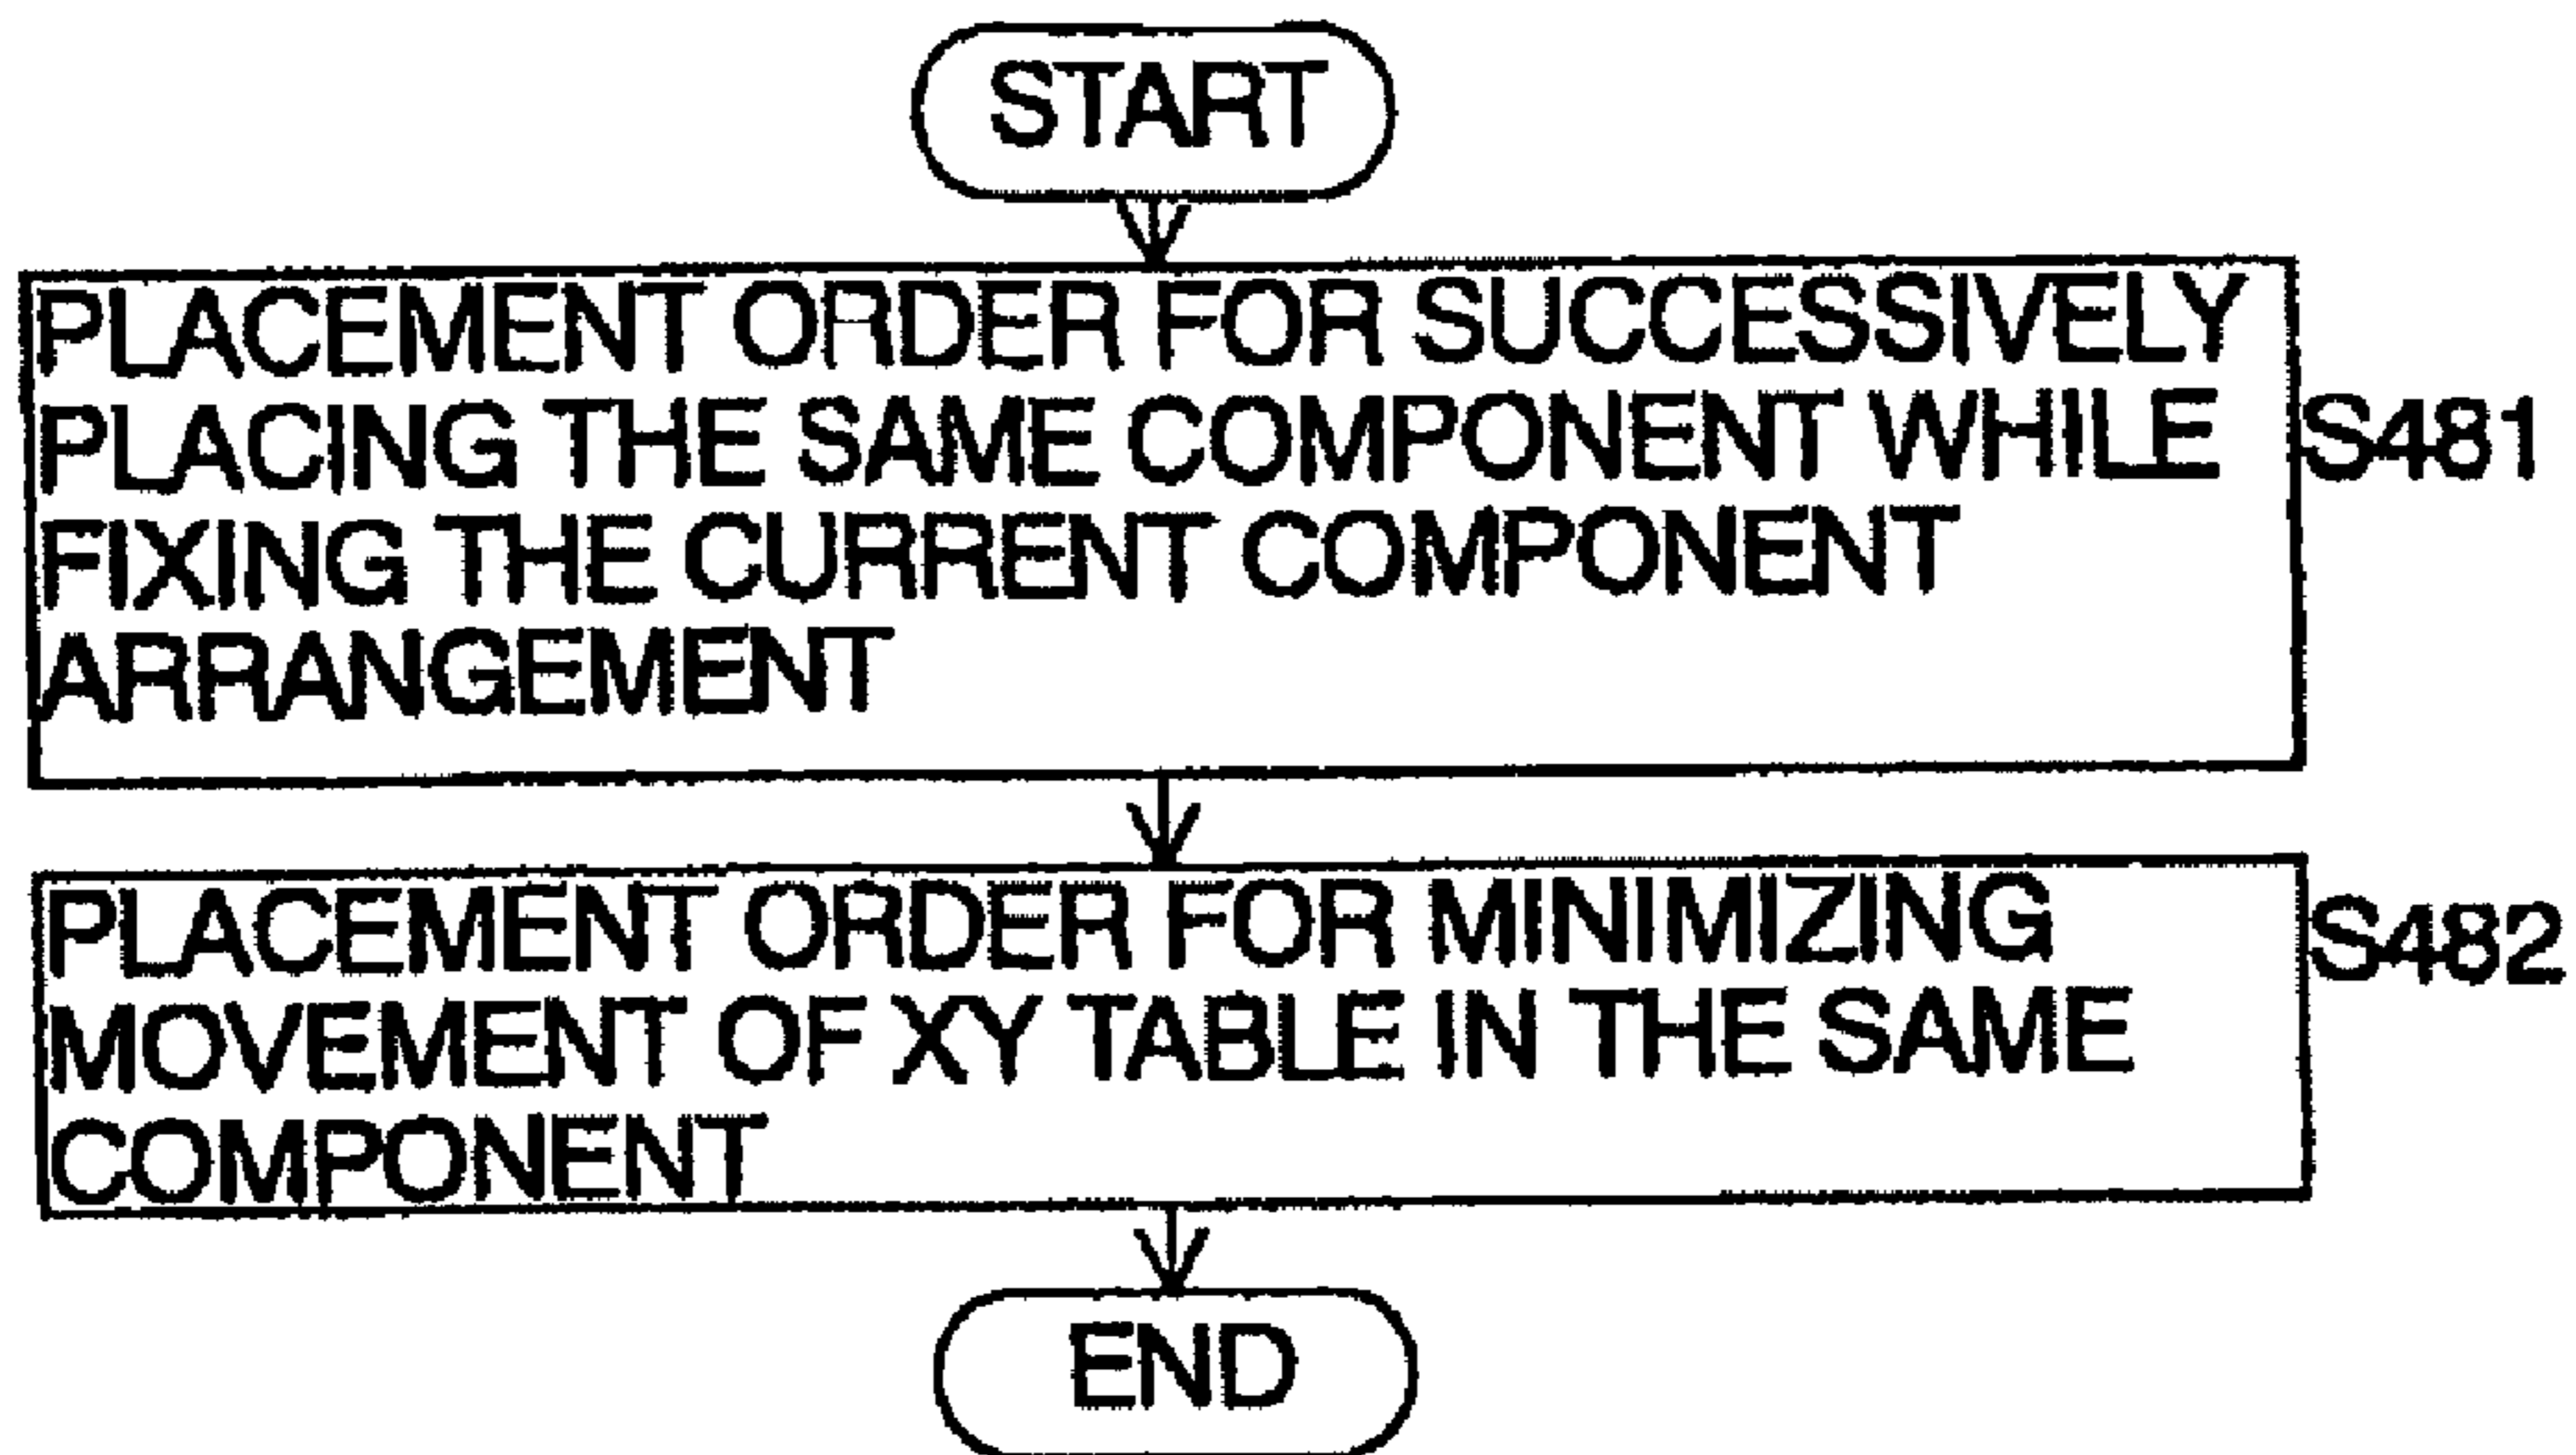 START
PLACEMENT ORDER FOR SUCCESSIVELY
PLACING THE SAME COMPONENT WHILE
FIXING THE CURRENT COMPONENT
ARRANGEMENT
S481
PLACEMENT ORDER FOR MINIMIZING
MOVEMENT OF XY TABLE IN THE SAME
COMPONENT
S482
END